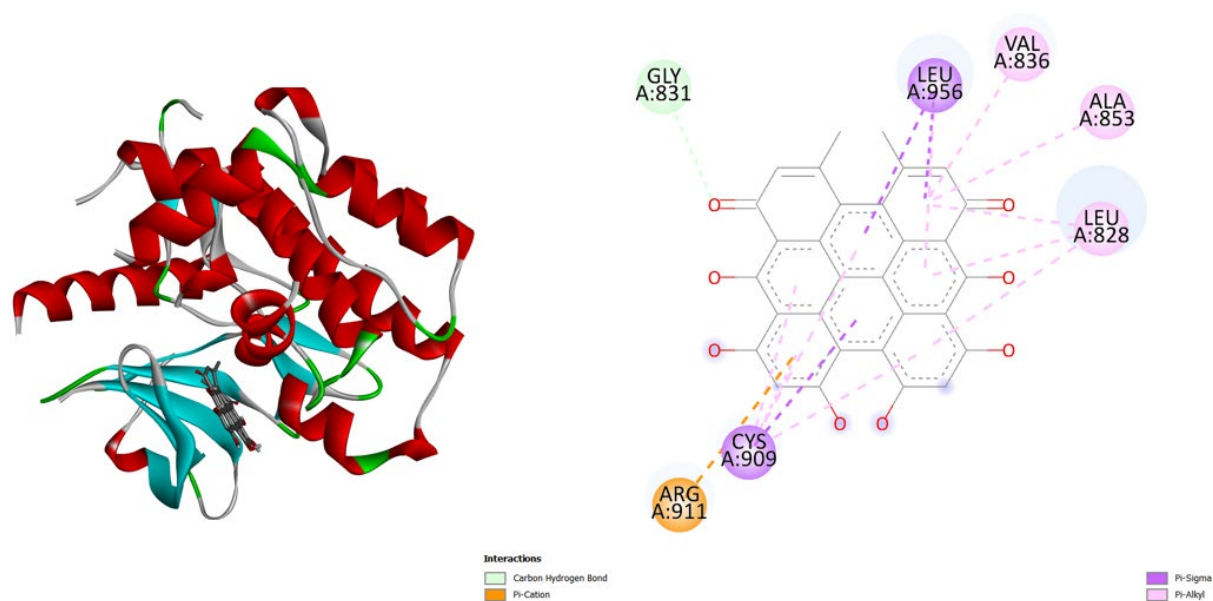 VAL
A:836
LEU
A:956
GLY
A:831
ALA
A:853
O
O
LEU
A:828
O
O
O
O
O
O
CYS
A:909
ARG
A:911
Interactions
Carbon Hydrogen Bond
Pi-Cation
Pi-Sigma
Pi-Alkyl